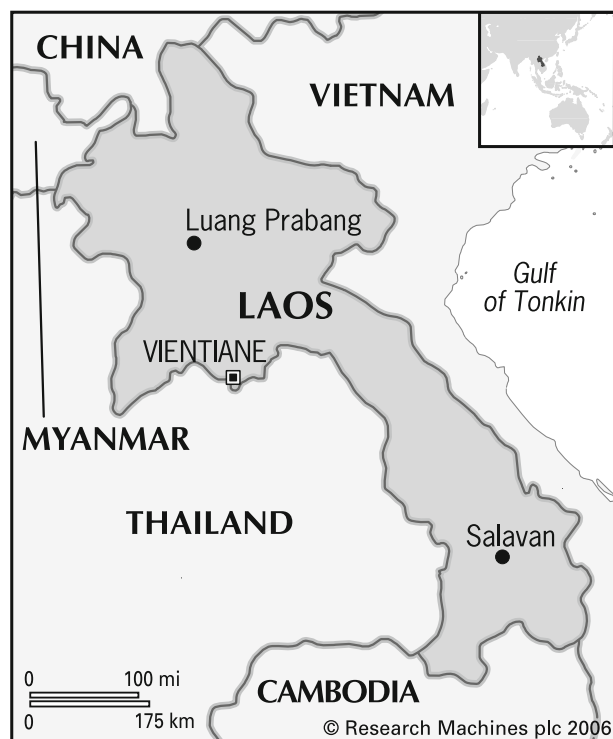 CHINA
VIETNAM
Luang Prabang
Gulf
of Tonkin
LAOS
VIENTIANE
MYANMAR
THAILAND
Salavan
0 100 mi
0 175 km
CAMBODIA
© Research Machines plc 2006